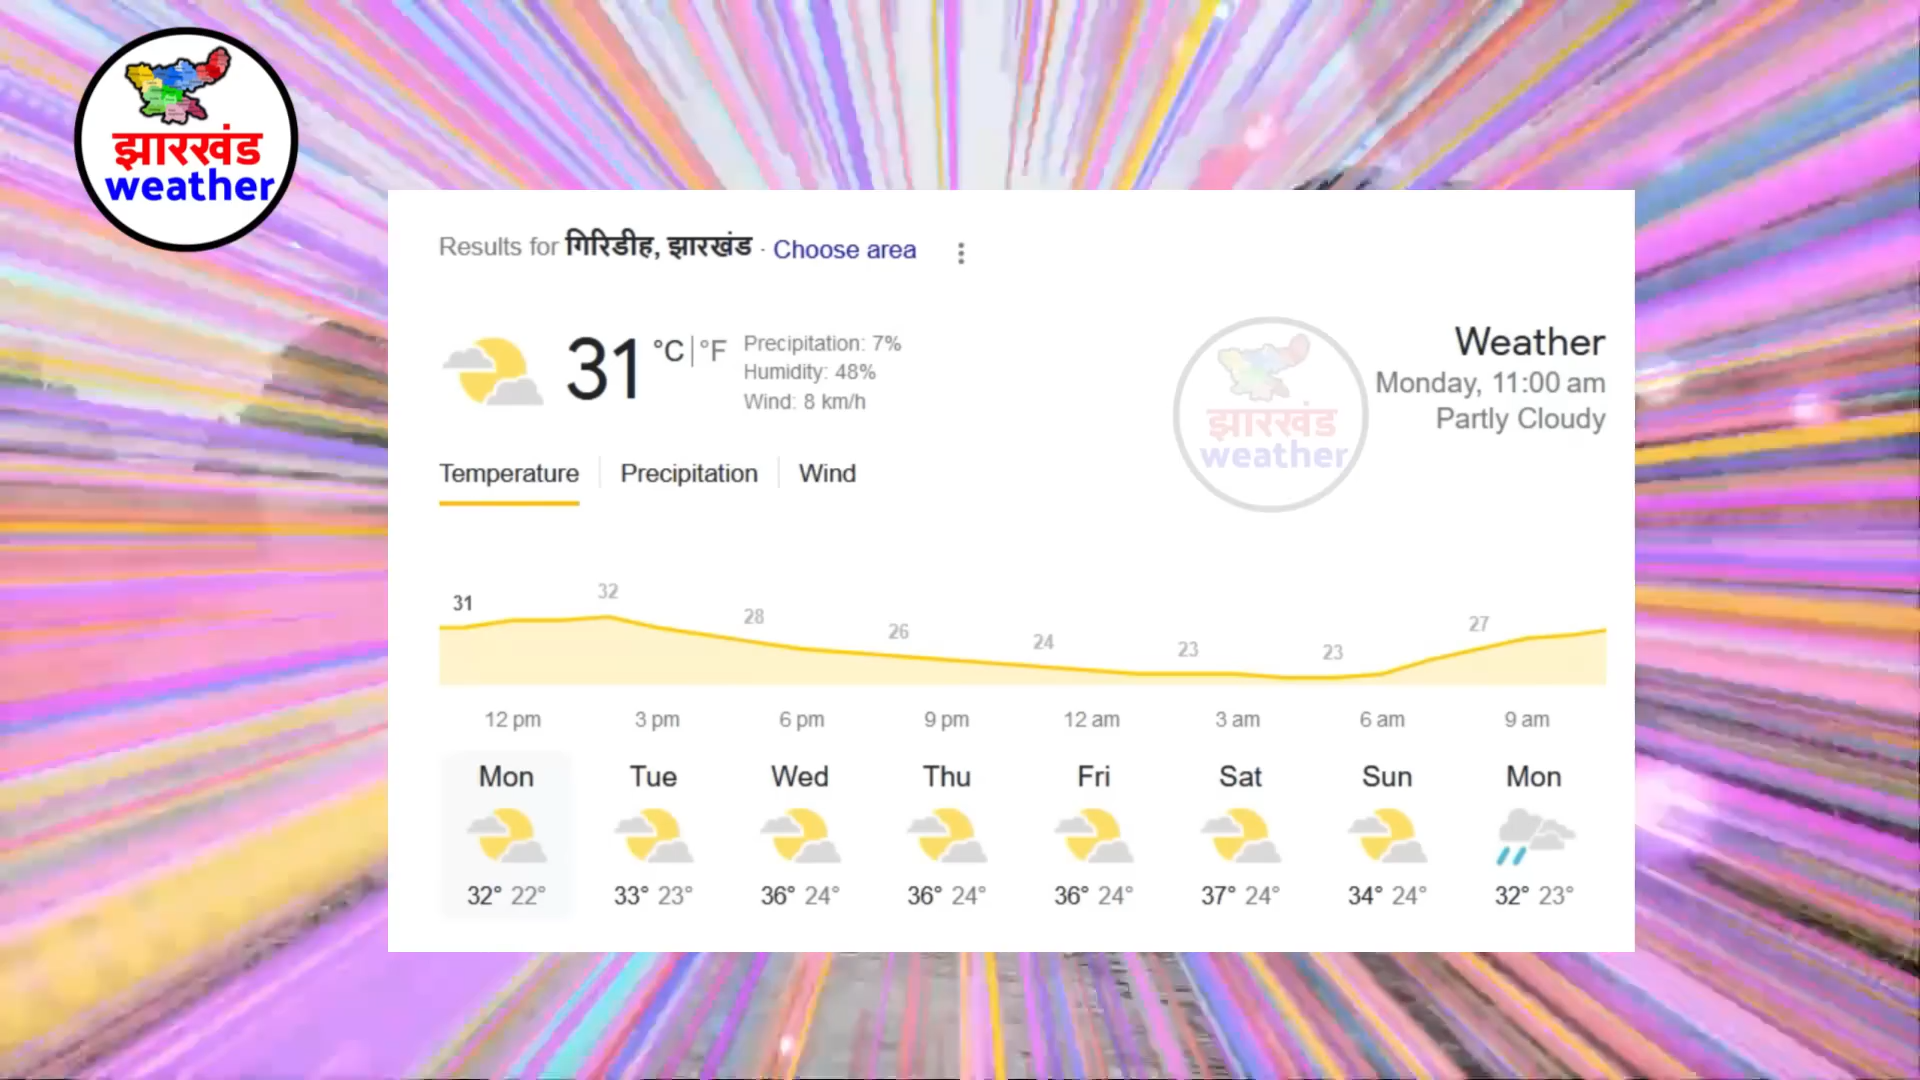 झारखंड
weather
Results for गिरिडीह, झारखंड · Choose area
31 °C | °F
Precipitation: 7%
Humidity: 48%
Wind: 8 km/h
Weather
Monday, 11:00 am
Partly Cloudy
झारखंड
weather
Temperature Precipitation Wind
31 32 28 26 24 23 23 27
12 pm 3 pm 6 pm 9 pm 12 am 3 am 6 am 9 am
Mon Tue Wed Thu Fri Sat Sun Mon
32° 22° 33° 23° 36° 24° 36° 24° 36° 24° 37° 24° 34° 24° 32° 23°